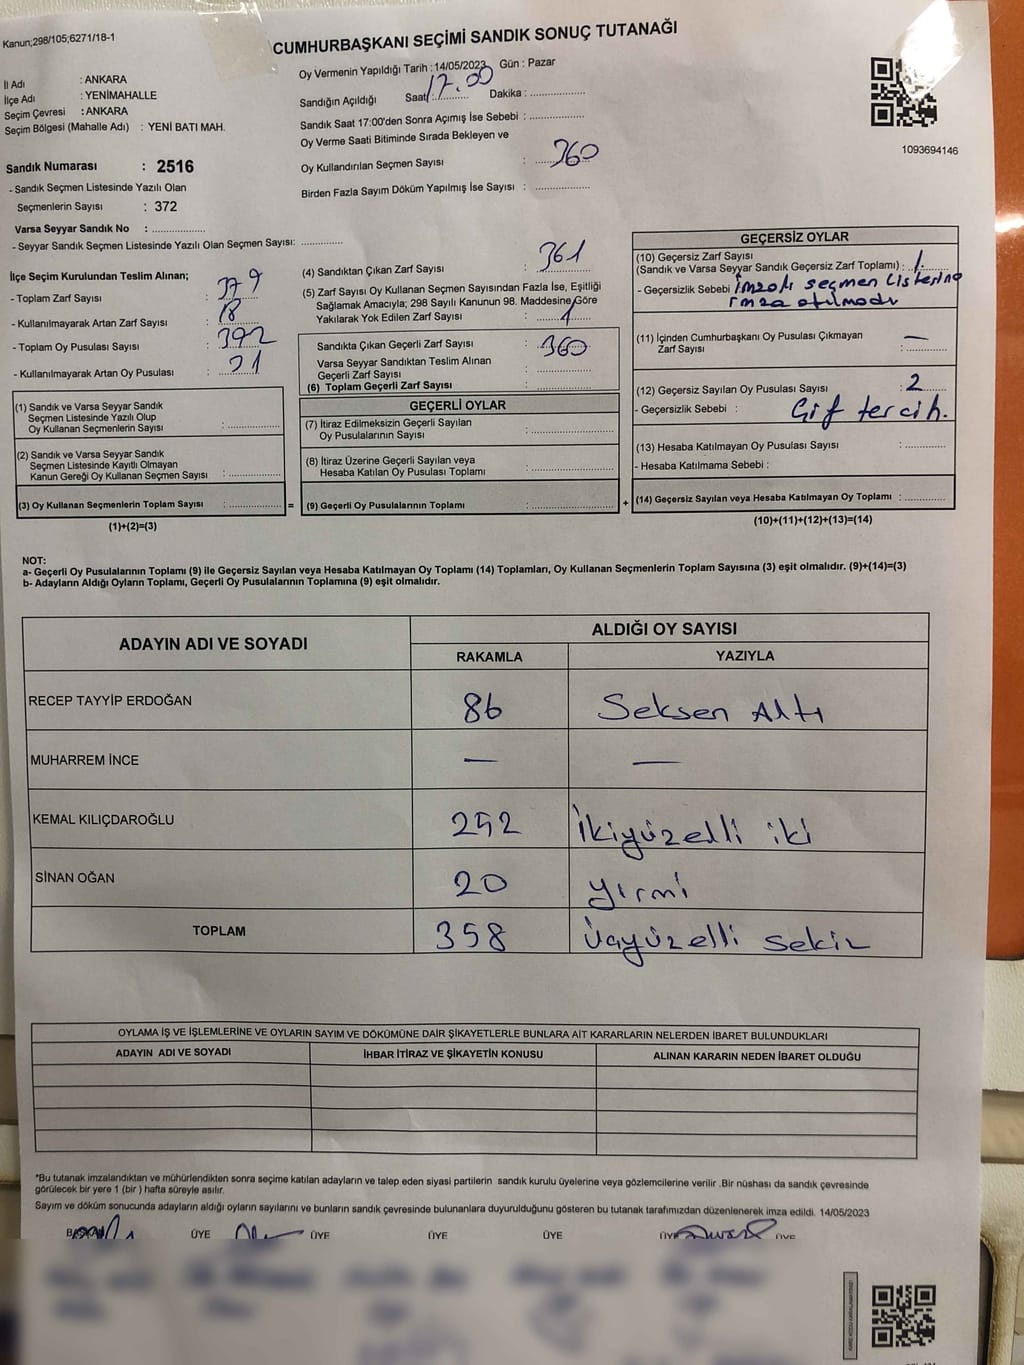 Kanun;298/105;6271/18-1
CUMHURBAŞKANI SEÇİMİ SANDIK SONUÇ TUTANAĞI
İl Adı : ANKARA
İlçe Adı : YENİMAHALLE
Seçim Çevresi : ANKARA
Seçim Bölgesi (Mahalle Adı) : YENİ BATI MAH.
Oy Vermenin Yapıldığı Tarih : 14/05/2023 Gün : Pazar
Sandığın Açıldığı Saat : 17.00 Dakika :
Sandık Saat 17:00'den Sonra Açımış İse Sebebi :
Oy Verme Saati Bitiminde Sırada Bekleyen ve
Oy Kullandırılan Seçmen Sayısı : 360
Birden Fazla Sayım Döküm Yapılmış İse Sayısı :
1093694146
Sandık Numarası : 2516
- Sandık Seçmen Listesinde Yazılı Olan
Seçmenlerin Sayısı : 372
Varsa Seyyar Sandık No :
- Seyyar Sandık Seçmen Listesinde Yazılı Olan Seçmen Sayısı:
İlçe Seçim Kurulundan Teslim Alınan;
- Toplam Zarf Sayısı : 379
- Kullanılmayarak Artan Zarf Sayısı : 18
- Toplam Oy Pusulası Sayısı : 392
- Kullanılmayarak Artan Oy Pusulası : 21
(1) Sandık ve Varsa Seyyar Sandık
Seçmen Listesinde Yazılı Olup
Oy Kullanan Seçmenlerin Sayısı :
(2) Sandık ve Varsa Seyyar Sandık
Seçmen Listesinde Kayıtlı Olmayan
Kanun Gereği Oy Kullanan Seçmen Sayısı :
(3) Oy Kullanan Seçmenlerin Toplam Sayısı : =
(1)+(2)=(3)
(4) Sandıktan Çıkan Zarf Sayısı : 361
(5) Zarf Sayısı Oy Kullanan Seçmen Sayısından Fazla İse, Eşitliği
Sağlamak Amacıyla; 298 Sayılı Kanunun 98. Maddesine Göre
Yakılarak Yok Edilen Zarf Sayısı : 1
Sandıkta Çıkan Geçerli Zarf Sayısı : 360
Varsa Seyyar Sandıktan Teslim Alınan
Geçerli Zarf Sayısı :
(6) Toplam Geçerli Zarf Sayısı :
GEÇERLİ OYLAR
(7) İtiraz Edilmeksizin Geçerli Sayılan
Oy Pusulalarının Sayısı :
(8) İtiraz Üzerine Geçerli Sayılan veya
Hesaba Katılan Oy Pusulası Toplamı :
(9) Geçerli Oy Pusulalarının Toplamı : +
GEÇERSİZ OYLAR
(10) Geçersiz Zarf Sayısı
(Sandık ve Varsa Seyyar Sandık Geçersiz Zarf Toplamı) : 1
- Geçersizlik Sebebi : İmzalı seçmen listerine
imza atılmadı
(11) İçinden Cumhurbaşkanı Oy Pusulası Çıkmayan
Zarf Sayısı : —
(12) Geçersiz Sayılan Oy Pusulası Sayısı : 2
- Geçersizlik Sebebi : Çif tercih.
(13) Hesaba Katılmayan Oy Pusulası Sayısı :
- Hesaba Katılmama Sebebi :
(14) Geçersiz Sayılan veya Hesaba Katılmayan Oy Toplamı :
(10)+(11)+(12)+(13)=(14)
NOT:
a- Geçerli Oy Pusulalarının Toplamı (9) ile Geçersiz Sayılan veya Hesaba Katılmayan Oy Toplamı (14) Toplamları, Oy Kullanan Seçmenlerin Toplam Sayısına (3) eşit olmalıdır. (9)+(14)=(3)
b- Adayların Aldığı Oyların Toplamı, Geçerli Oy Pusulalarının Toplamına (9) eşit olmalıdır.
ADAYIN ADI VE SOYADI ALDIĞI OY SAYISI
RAKAMLA YAZIYLA
RECEP TAYYİP ERDOĞAN 86 Seksen Altı
MUHARREM İNCE — —
KEMAL KILIÇDAROĞLU 252 İkiyüzelli iki
SİNAN OĞAN 20 yırmi
TOPLAM 358 Üçyüzelli sekiz
OYLAMA İŞ VE İŞLEMLERİNE VE OYLARIN SAYIM VE DÖKÜMÜNE DAİR ŞİKAYETLERLE BUNLARA AİT KARARLARIN NELERDEN İBARET BULUNDUKLARI
ADAYIN ADI VE SOYADI İHBAR İTİRAZ VE ŞİKAYETİN KONUSU ALINAN KARARIN NEDEN İBARET OLDUĞU
*Bu tutanak imzalandıktan ve mühürlendikten sonra seçime katılan adayların ve talep eden siyasi partilerin sandık kurulu üyelerine veya gözlemcilerine verilir .Bir nüshası da sandık çevresinde
görülecek bir yere 1 (bir ) hafta süreyle asılır.
Sayım ve döküm sonucunda adayların aldığı oyların sayılarını ve bunların sandık çevresinde bulunanlara duyurulduğunu gösteren bu tutanak tarafımızdan düzenlenerek imza edildi. 14/05/2023
BAŞKAN ÜYE ÜYE ÜYE ÜYE ÜYE ÜYE